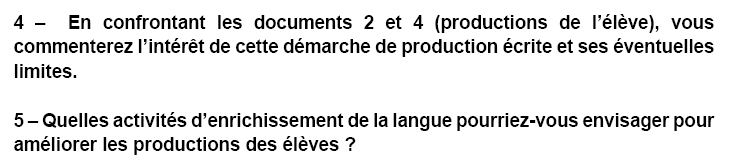 4 – En confrontant les documents 2 et 4 (productions de l'élève), vous
commenterez l'intérêt de cette démarche de production écrite et ses éventuelles
limites.
5 – Quelles activités d'enrichissement de la langue pourriez-vous envisager pour
améliorer les productions des élèves ?